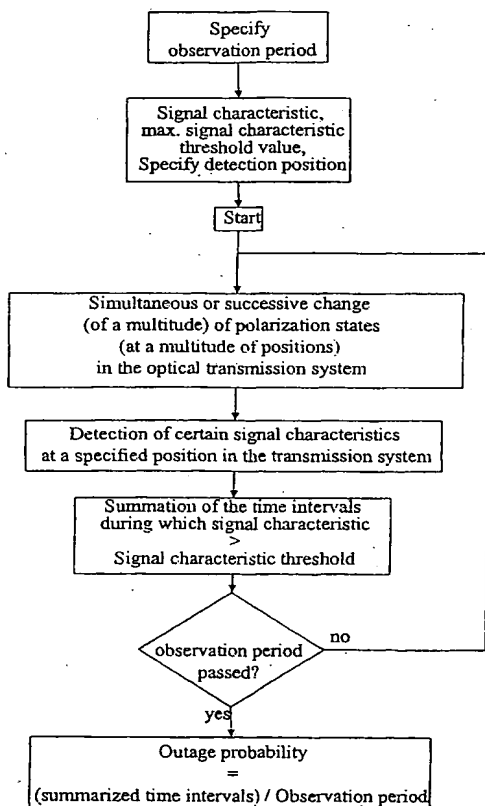 Specify
observation period
Signal characteristic,
max. signal characteristic
threshold value,
Specify detection position
Start
Simultaneous or successive change
(of a multitude) of polarization states
(at a multitude of positions)
in the optical transmission system
Detection of certain signal characteristics
at a specified position in the transmission system
Summation of the time intervals
during which signal characteristic
>
Signal characteristic threshold
observation period
passed?
no
yes
Outage probability
=
(summarized time intervals) / Observation period